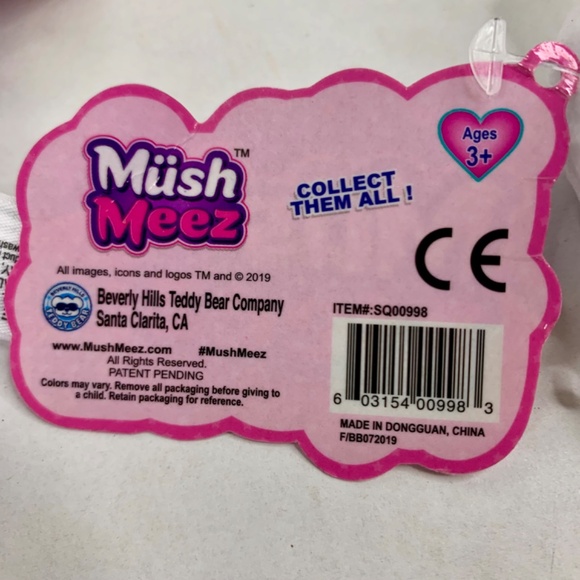 Müsh
Meez
TM
COLLECT
THEM ALL !
Ages
3+
All images, icons and logos TM and © 2019
Beverly Hills Teddy Bear Company
Santa Clarita, CA
www.MushMeez.com #MushMeez
All Rights Reserved.
PATENT PENDING
Colors may vary. Remove all packaging before giving to
a child. Retain packaging for reference.
CE
ITEM#:SQ00998
6 03154 00998 3
MADE IN DONGGUAN, CHINA
F/BB072019